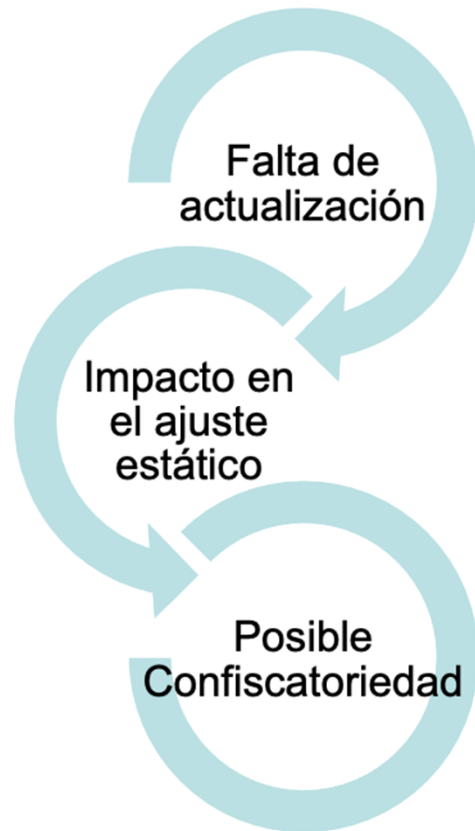 Falta de
actualización
Impacto en
el ajuste
estático
Posible
Confiscatoriedad